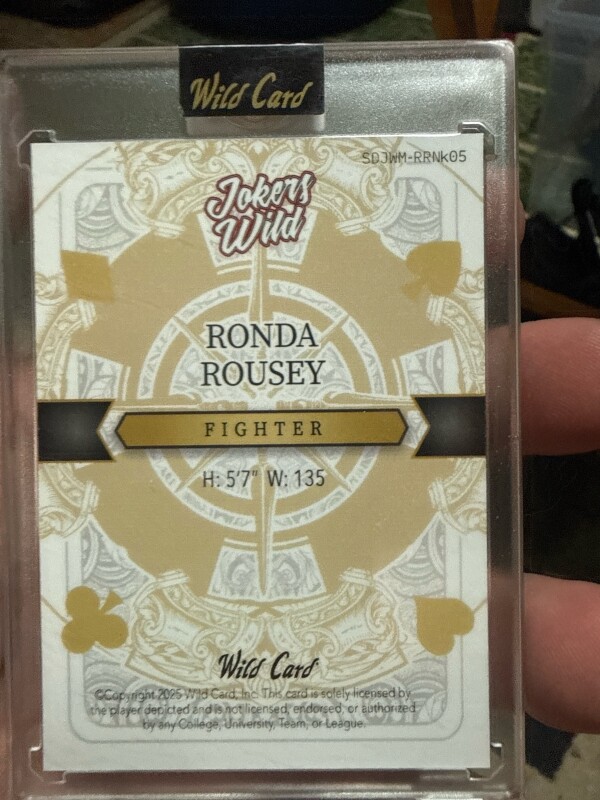 Wild Card
SDJWM-RRNk05
Jokers
Wild
RONDA
ROUSEY
FIGHTER
H: 5'7" W: 135
Wild Card
©Copyright 2025 Wild Card, Inc. This card is solely licensed by
the player depicted and is not licensed, endorsed, or authorized
by any College, University, Team, or League.